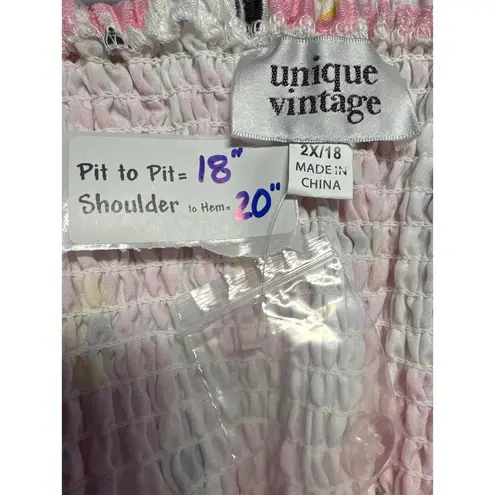 unique
vintage
2X/18
MADE IN
CHINA
Pit to Pit= 18"
Shoulder to Hem= 20"